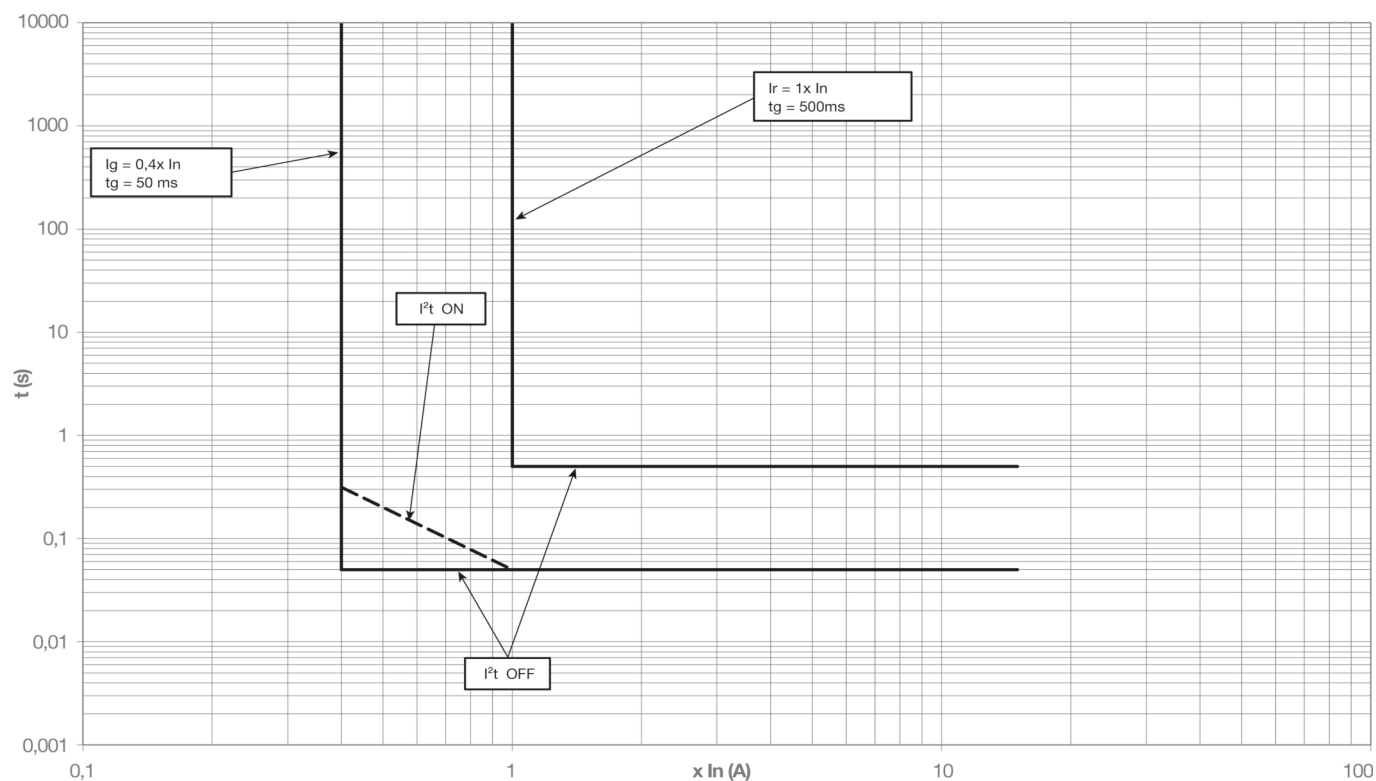 10000
1000
100
10
1
0,1
0,01
0,001
t (s)
Ig = 0,4x In
tg = 50 ms
Ir = 1x In
tg = 500ms
I²t ON
I²t OFF
0,1
1
x In (A)
10
100